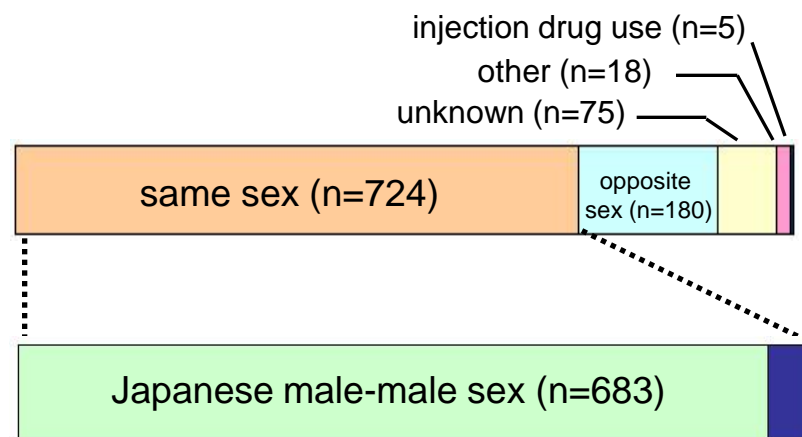 injection drug use (n=5)
other (n=18)
unknown (n=75)
same sex (n=724)
opposite
sex (n=180)
Japanese male-male sex (n=683)